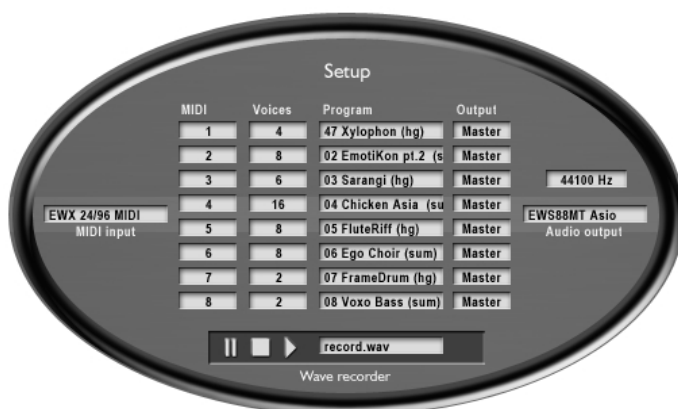 Setup
MIDI Voices Program Output
1 4 47 Xylophon (hg) Master
2 8 02 EmotiKon pt.2 (s Master
3 6 03 Sarangi (hg) Master
44100 Hz
4 16 04 Chicken Asia (su Master
EWX 24/96 MIDI
MIDI input
EWS88MT Asio
Audio output
5 8 05 FluteRiff (hg) Master
6 8 06 Ego Choir (sum) Master
7 2 07 FrameDrum (hg) Master
8 2 08 Voxo Bass (sum) Master
record.wav
Wave recorder